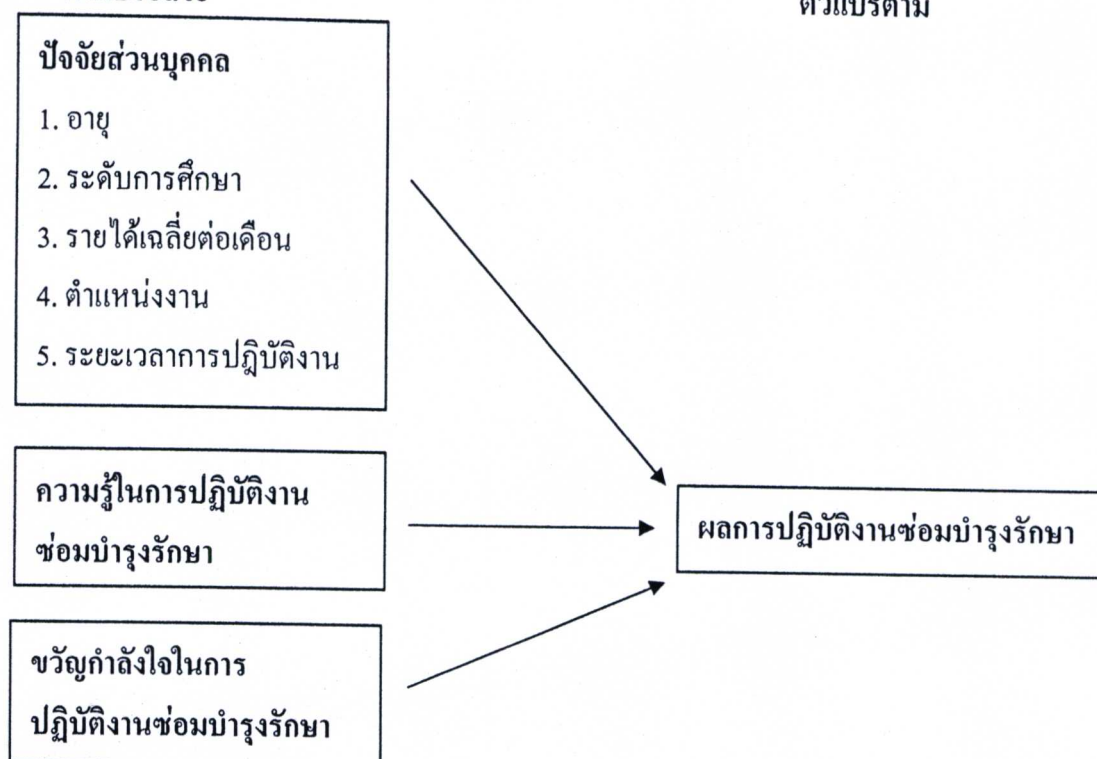 ตัวแปรตาม
ปัจจัยส่วนบุคคล
1. อายุ
2. ระดับการศึกษา
3. รายได้เฉลี่ยต่อเดือน
4. ตำแหน่งงาน
5. ระยะเวลาการปฏิบัติงาน
ความรู้ในการปฏิบัติงาน
ซ่อมบำรุงรักษา
ผลการปฏิบัติงานซ่อมบำรุงรักษา
ขวัญกำลังใจในการ
ปฏิบัติงานซ่อมบำรุงรักษา